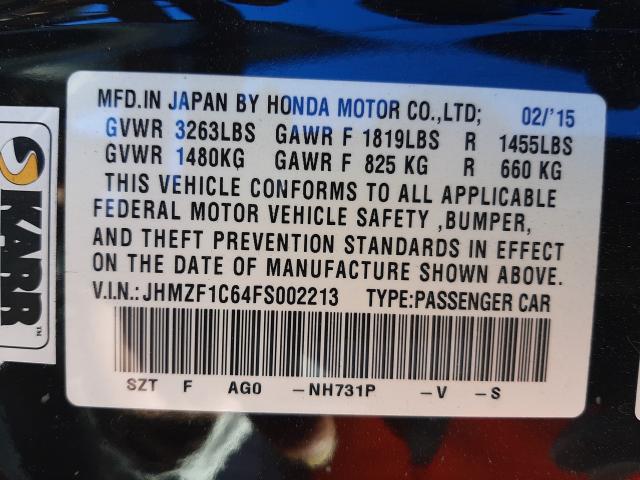 MFD.IN JAPAN BY HONDA MOTOR CO.,LTD; 02/'15
GVWR 3263LBS GAWR F 1819LBS R 1455LBS
GVWR 1480KG GAWR F 825 KG R 660 KG
THIS VEHICLE CONFORMS TO ALL APPLICABLE
FEDERAL MOTOR VEHICLE SAFETY ,BUMPER,
AND THEFT PREVENTION STANDARDS IN EFFECT
ON THE DATE OF MANUFACTURE SHOWN ABOVE.
V.I.N.: JHMZF1C64FS002213 TYPE:PASSENGER CAR
SZT F AG0 -NH731P -V -S
KARR™